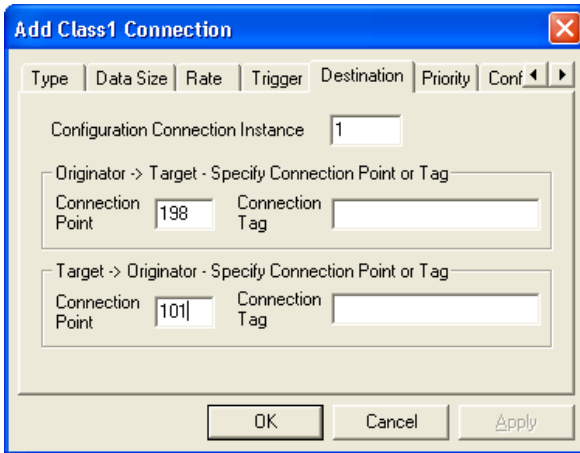 Add Class1 Connection
Type Data Size Rate Trigger Destination Priority Conf
Configuration Connection Instance 1
Originator -> Target - Specify Connection Point or Tag
Connection Point 198 Connection Tag
Target -> Originator - Specify Connection Point or Tag
Connection Point 101 Connection Tag
OK Cancel Apply